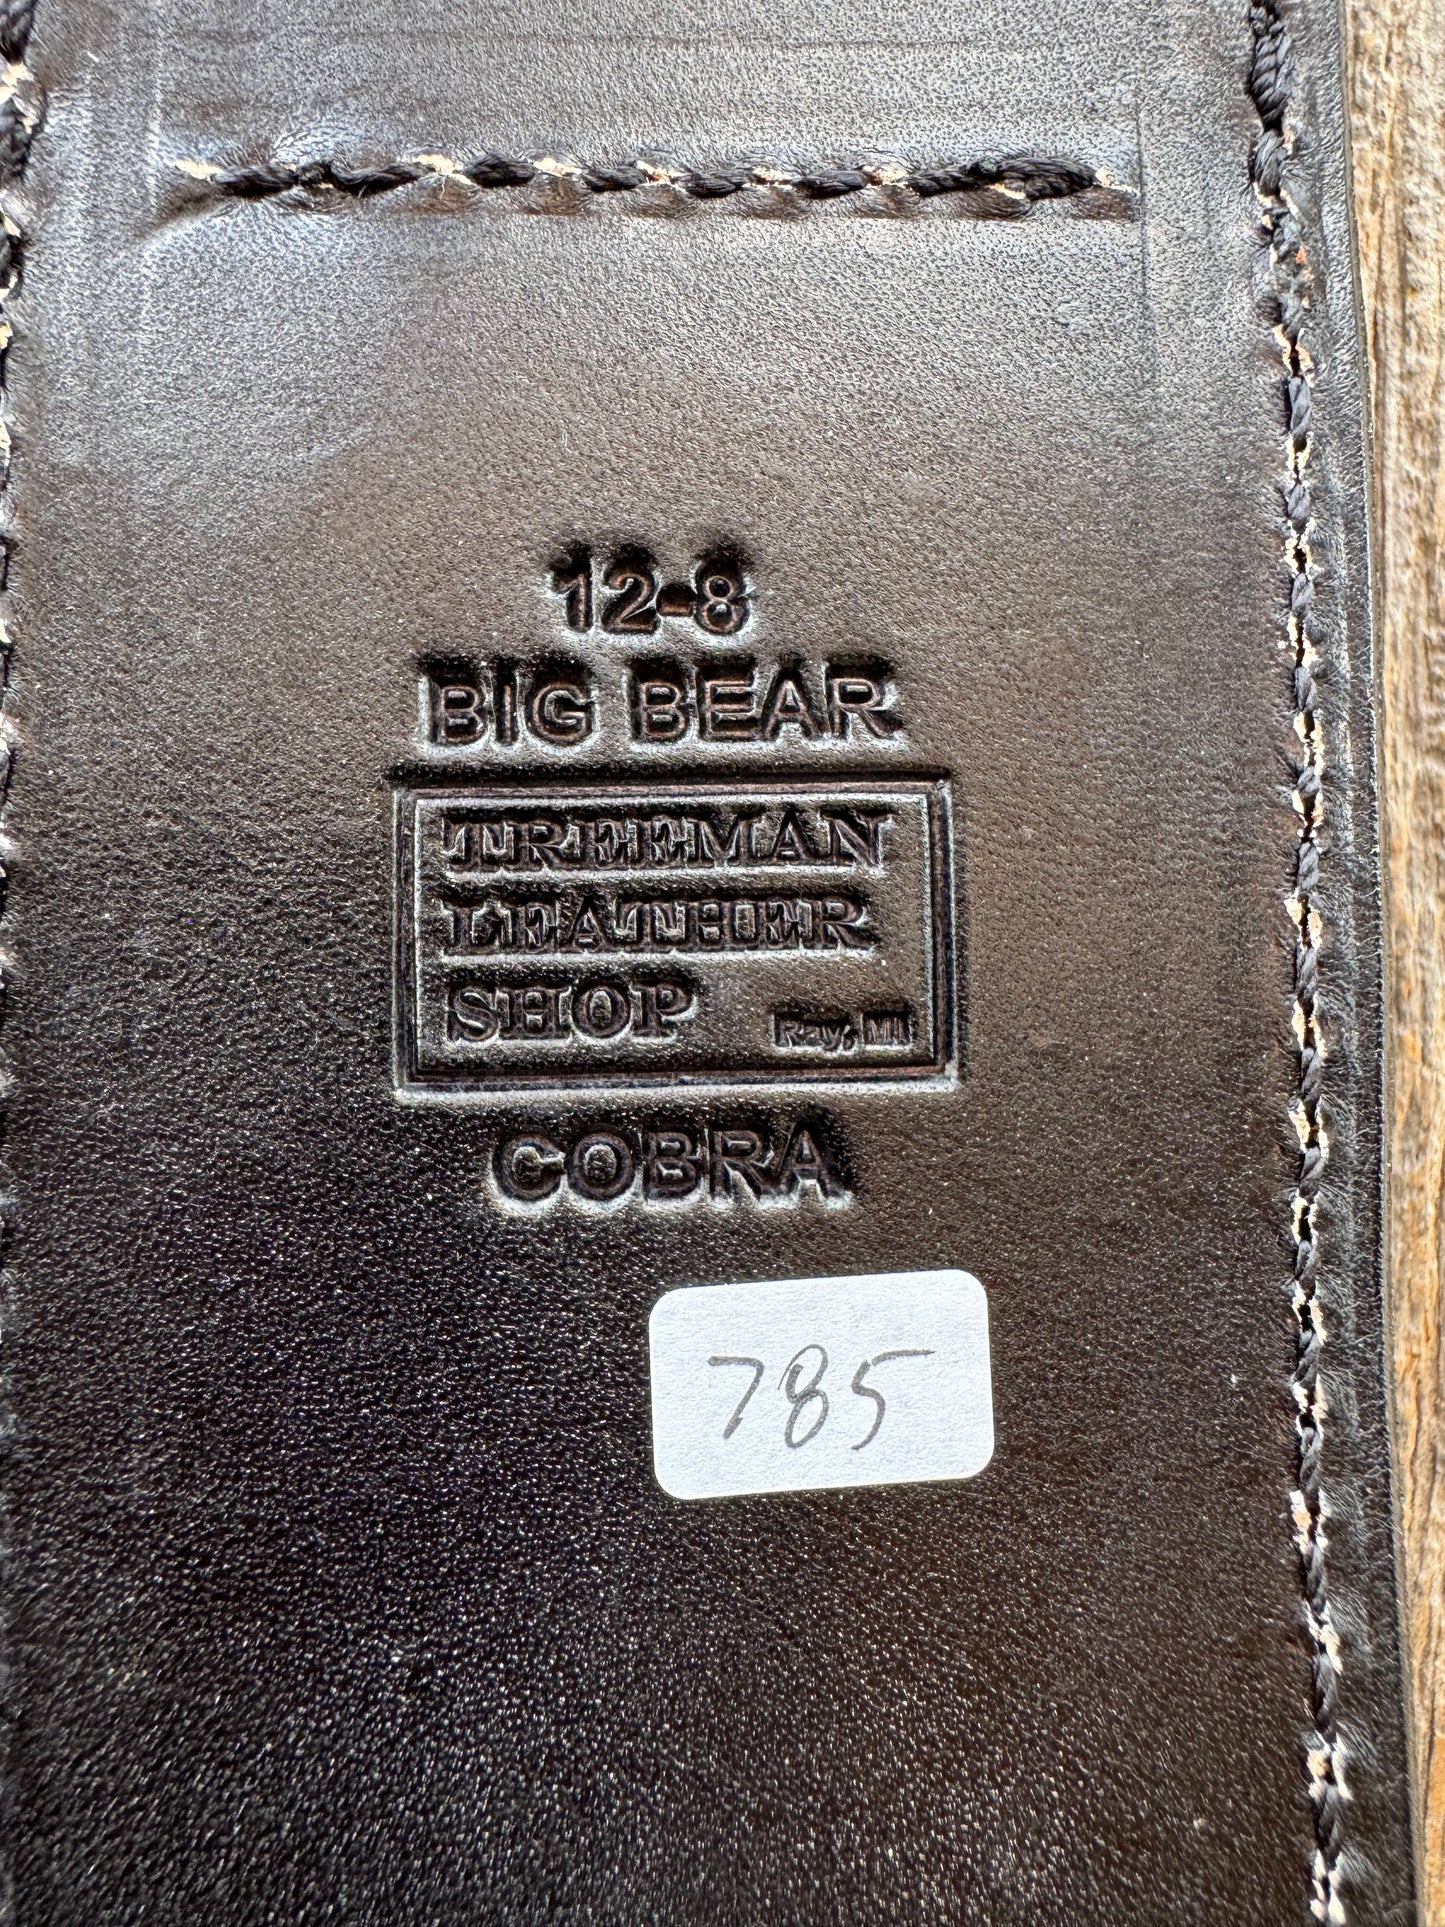 12-8
BIG BEAR
TREEMAN
LEATHER
SHOP Ray, MI
COBRA
785